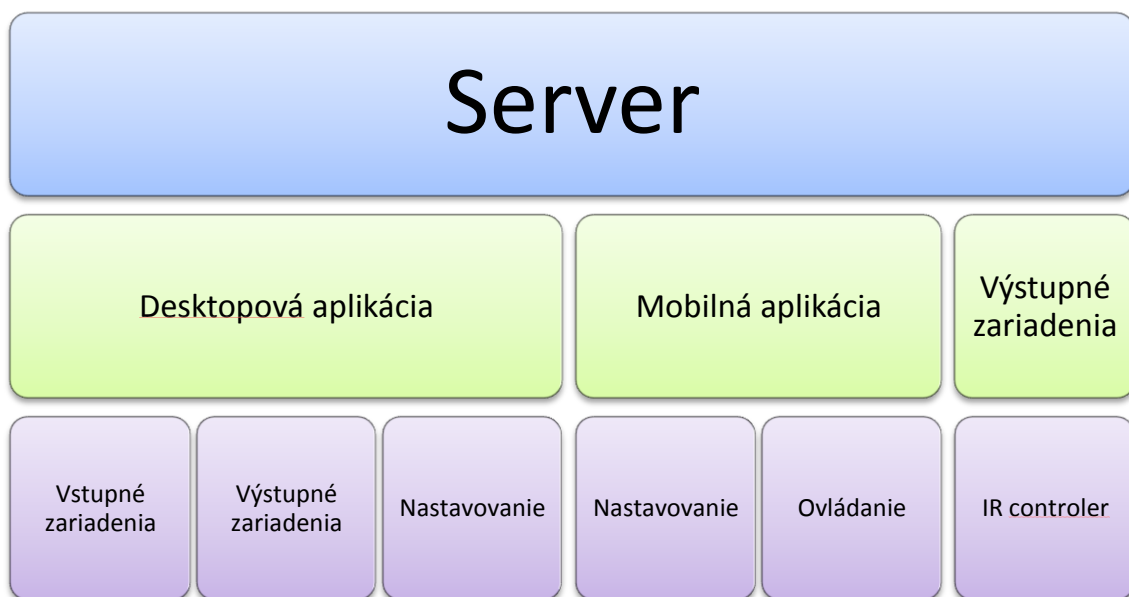 Server
Desktopová aplikácia
Mobilná aplikácia
Výstupné
zariadenia
Vstupné
zariadenia
Výstupné
zariadenia
Nastavovanie
Nastavovanie
Ovládanie
IR controler